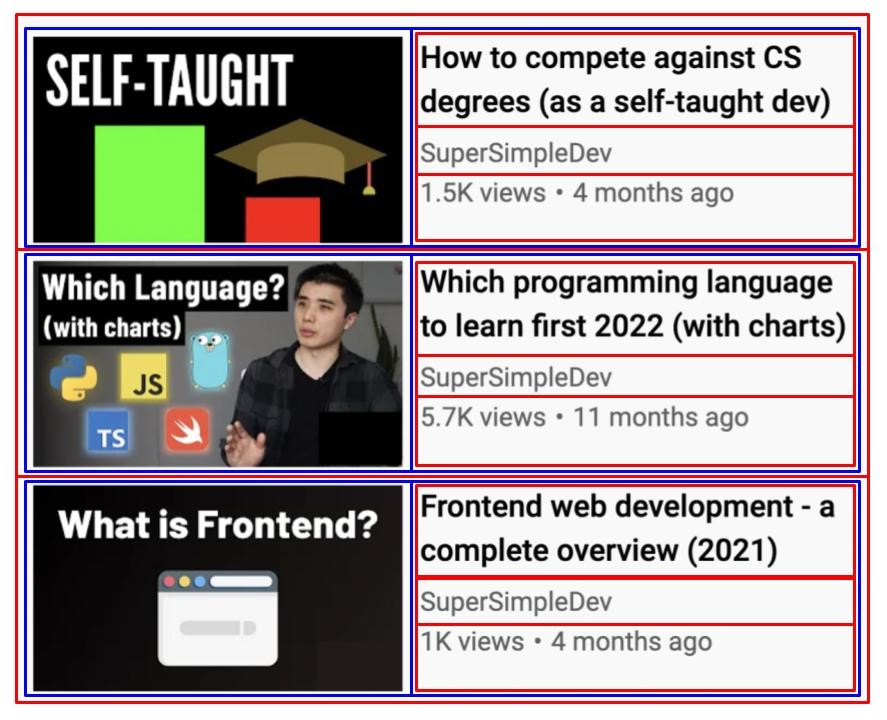 SELF-TAUGHT
How to compete against CS
degrees (as a self-taught dev)
SuperSimpleDev
1.5K views • 4 months ago
Which Language?
(with charts)
JS
TS
Which programming language
to learn first 2022 (with charts)
SuperSimpleDev
5.7K views • 11 months ago
What is Frontend?
Frontend web development - a
complete overview (2021)
SuperSimpleDev
1K views • 4 months ago